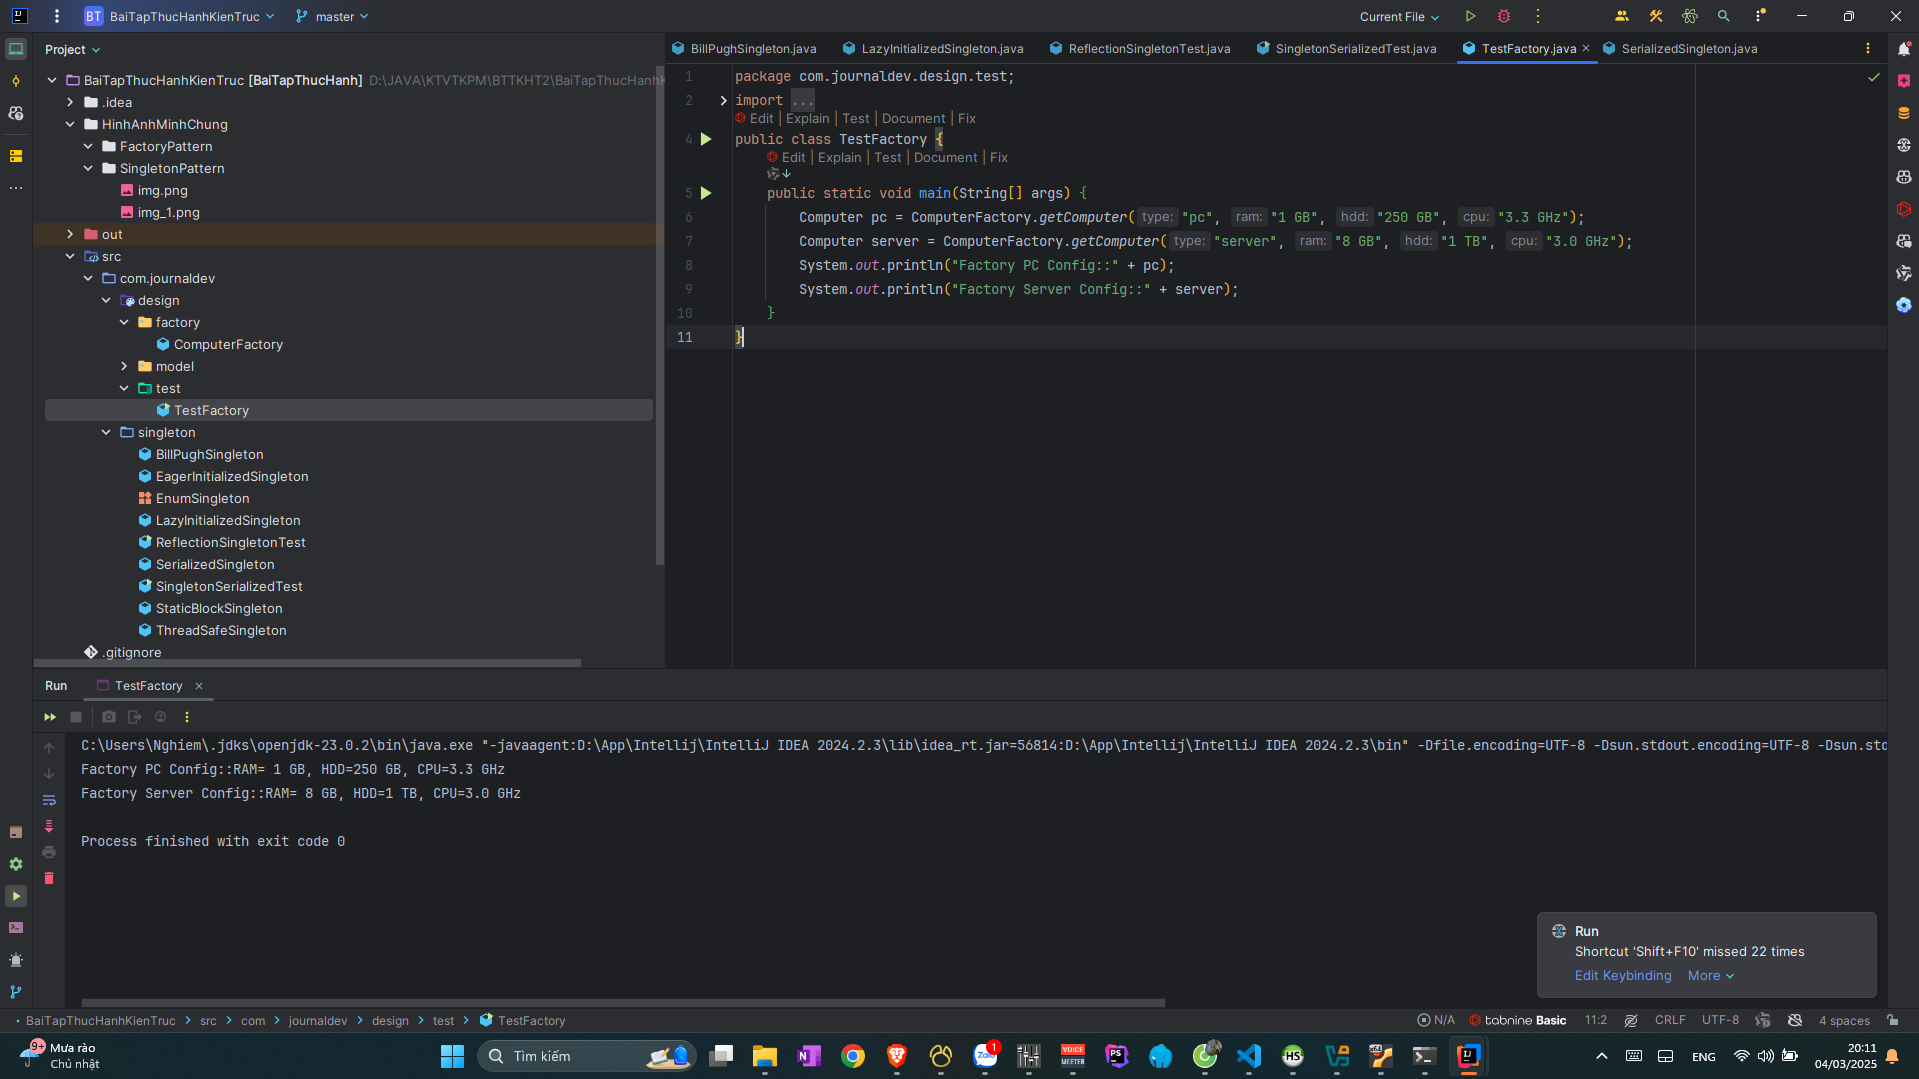 BT BaiTapThucHanhKienTruc master Current File
Project
BaiTapThucHanhKienTruc [BaiTapThucHanh] D:\JAVA\KTVTKPM\BTTKHT2\BaiTapThucHanhK
.idea
HinhAnhMinhChung
FactoryPattern
SingletonPattern
img.png
img_1.png
out
src
com.journaldev
design
factory
ComputerFactory
model
test
TestFactory
singleton
BillPughSingleton
EagerInitializedSingleton
EnumSingleton
LazyInitializedSingleton
ReflectionSingletonTest
SerializedSingleton
SingletonSerializedTest
StaticBlockSingleton
ThreadSafeSingleton
.gitignore
BillPughSingleton.java LazyInitializedSingleton.java ReflectionSingletonTest.java SingletonSerializedTest.java TestFactory.java SerializedSingleton.java
1 package com.journaldev.design.test;
2 import ...
Edit | Explain | Test | Document | Fix
4 public class TestFactory {
Edit | Explain | Test | Document | Fix
5 public static void main(String[] args) {
6 Computer pc = ComputerFactory.getComputer( type: "pc", ram: "1 GB", hdd: "250 GB", cpu: "3.3 GHz");
7 Computer server = ComputerFactory.getComputer( type: "server", ram: "8 GB", hdd: "1 TB", cpu: "3.0 GHz");
8 System.out.println("Factory PC Config::" + pc);
9 System.out.println("Factory Server Config::" + server);
10 }
11 }
Run TestFactory
C:\Users\Nghiem\.jdks\openjdk-23.0.2\bin\java.exe "-javaagent:D:\App\Intellij\IntelliJ IDEA 2024.2.3\lib\idea_rt.jar=56814:D:\App\Intellij\IntelliJ IDEA 2024.2.3\bin" -Dfile.encoding=UTF-8 -Dsun.stdout.encoding=UTF-8 -Dsun.std
Factory PC Config::RAM= 1 GB, HDD=250 GB, CPU=3.3 GHz
Factory Server Config::RAM= 8 GB, HDD=1 TB, CPU=3.0 GHz
Process finished with exit code 0
Run
Shortcut 'Shift+F10' missed 22 times
Edit Keybinding More
BaiTapThucHanhKienTruc > src > com > journaldev > design > test > TestFactory
N/A tabnine Basic 11:2 CRLF UTF-8 4 spaces
9+
Mưa rào
Chủ nhật
Tìm kiếm
Zalo
1
VOICE MEETER
PS
HS
ENG
20:11
04/03/2025